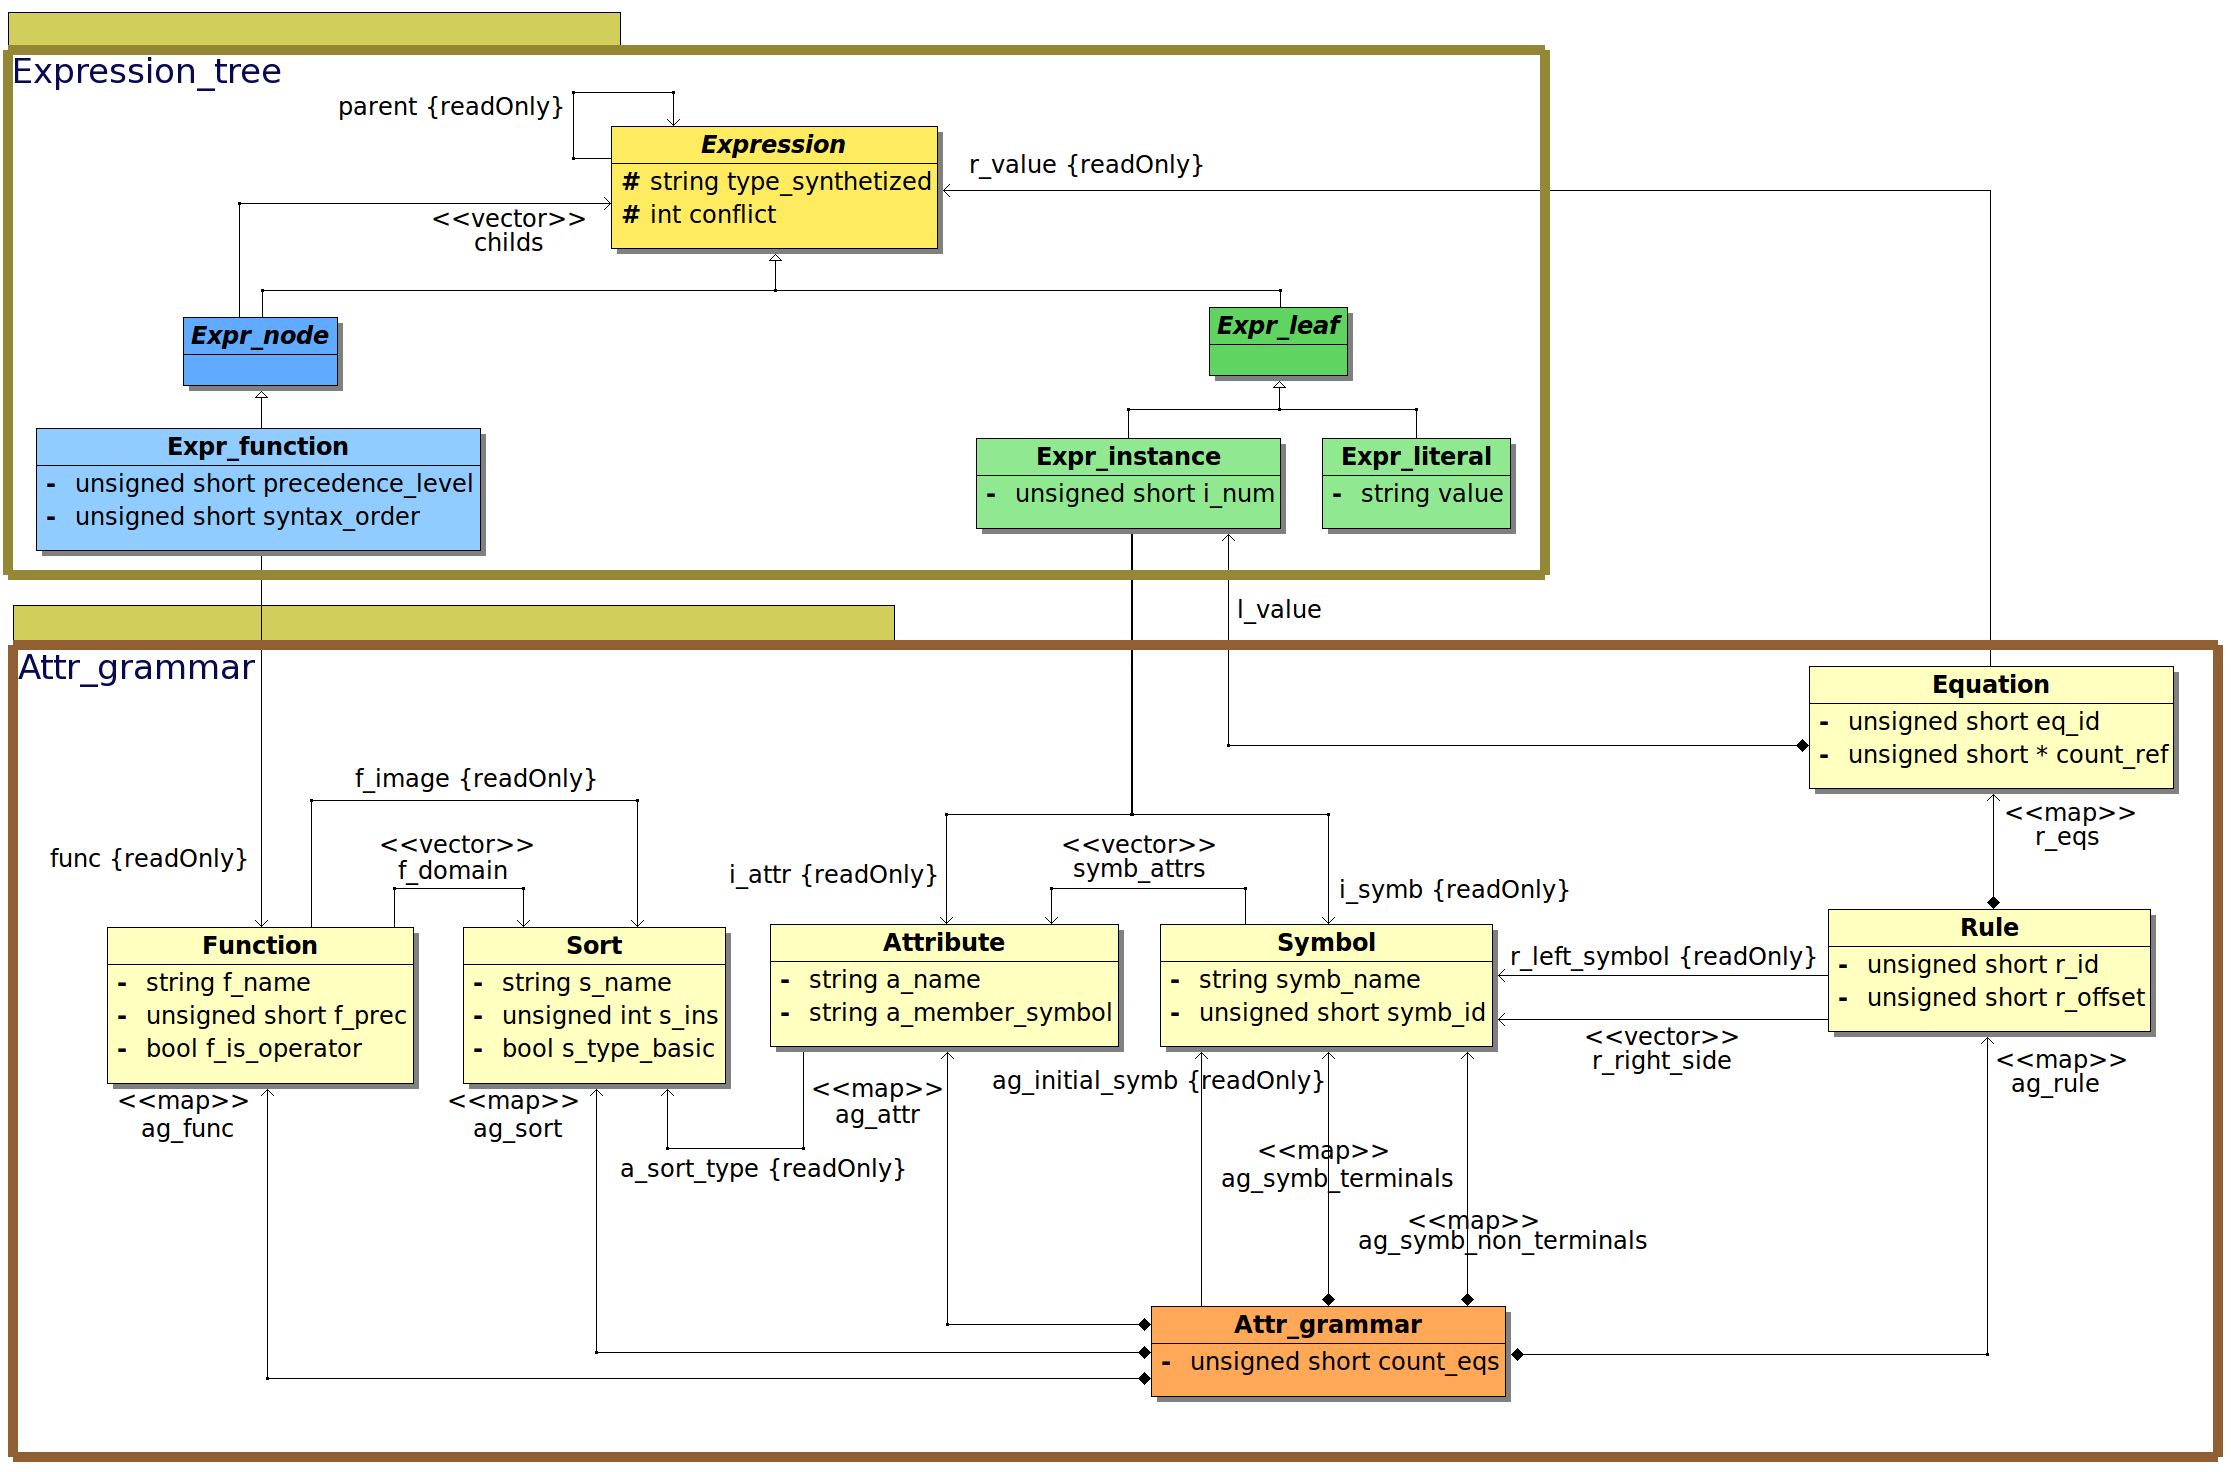 Expression_tree
parent {readOnly}
Expression
# string type_synthetized
# int conflict
r_value {readOnly}
<<vector>>
childs
Expr_node
Expr_leaf
Expr_function
- unsigned short precedence_level
- unsigned short syntax_order
Expr_instance
- unsigned short i_num
Expr_literal
- string value
l_value
Attr_grammar
Equation
- unsigned short eq_id
- unsigned short * count_ref
f_image {readOnly}
<<vector>>
f_domain
func {readOnly}
<<vector>>
symb_attrs
i_attr {readOnly}
i_symb {readOnly}
<<map>>
r_eqs
Function
- string f_name
- unsigned short f_prec
- bool f_is_operator
Sort
- string s_name
- unsigned int s_ins
- bool s_type_basic
Attribute
- string a_name
- string a_member_symbol
Symbol
- string symb_name
- unsigned short symb_id
r_left_symbol {readOnly}
<<vector>>
r_right_side
Rule
- unsigned short r_id
- unsigned short r_offset
<<map>>
ag_func
<<map>>
ag_sort
<<map>>
ag_attr
a_sort_type {readOnly}
ag_initial_symb {readOnly}
<<map>>
ag_rule
<<map>>
ag_symb_terminals
<<map>>
ag_symb_non_terminals
Attr_grammar
- unsigned short count_eqs